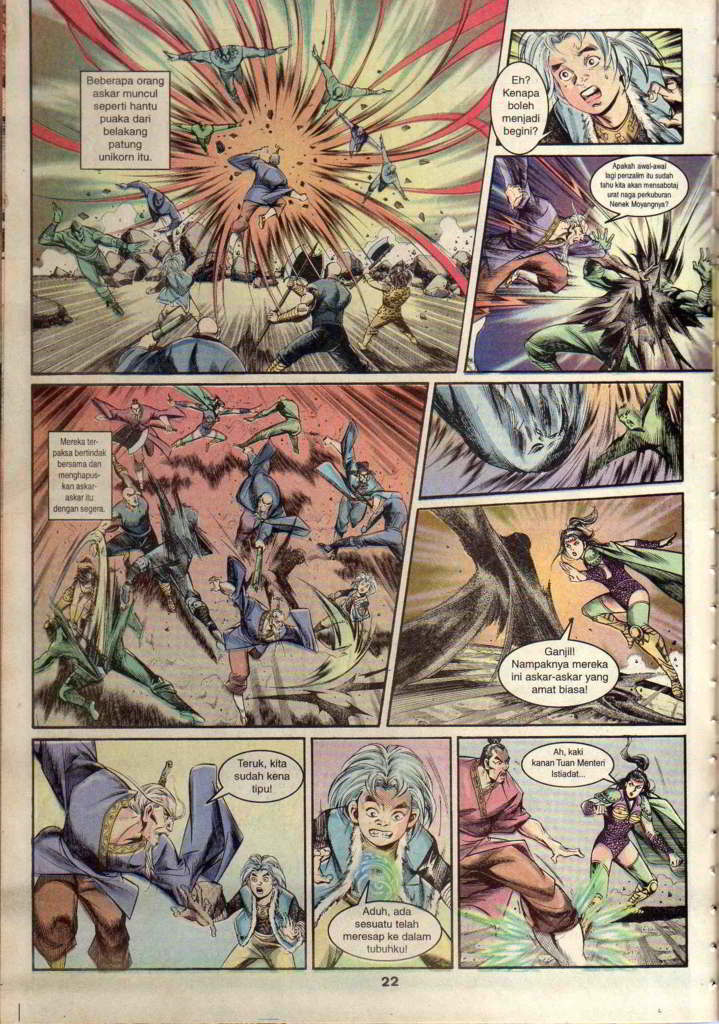 Beberapa orang
askar muncul
seperti hantu
puaka dari
belakang
patung
unikorn itu.
Eh?
Kenapa
boleh
menjadi
begini?
Apakah awal-awal
lagi penzalim itu sudah
tahu kita akan mensabotaj
urat naga perkuburan
Nenek Moyangnya?
Mereka ter-
paksa bertindak
bersama dan
menghapus-
kan askar-
askar itu
dengan segera.
Ganjil!
Nampaknya mereka
ini askar-askar yang
amat biasa!
Teruk, kita
sudah kena
tipu!
Aduh, ada
sesuatu telah
meresap ke dalam
tubuhku!
Ah, kaki
kanan Tuan Menteri
Istiadat...
22